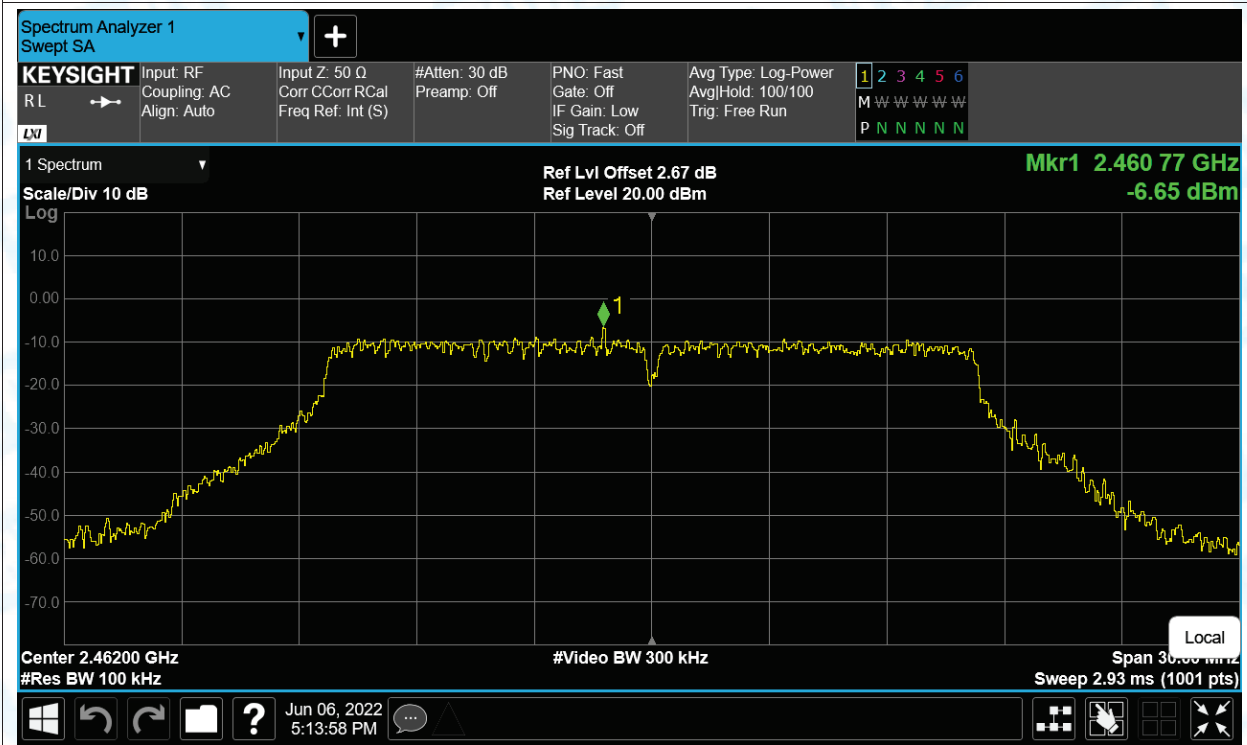 Spectrum Analyzer 1
Swept SA
KEYSIGHT
R L
LXI
Input: RF
Coupling: AC
Align: Auto
Input Z: 50 Ω
Corr CCorr RCal
Freq Ref: Int (S)
#Atten: 30 dB
Preamp: Off
PNO: Fast
Gate: Off
IF Gain: Low
Sig Track: Off
Avg Type: Log-Power
Avg|Hold: 100/100
Trig: Free Run
1 2 3 4 5 6
M W W W W W
P N N N N N
1 Spectrum
Scale/Div 10 dB
Log
Ref Lvl Offset 2.67 dB
Ref Level 20.00 dBm
Mkr1 2.460 77 GHz
-6.65 dBm
10.0
0.00
-10.0
-20.0
-30.0
-40.0
-50.0
-60.0
-70.0
1
Local
Center 2.46200 GHz
#Res BW 100 kHz
#Video BW 300 kHz
Span 30.00 MHz
Sweep 2.93 ms (1001 pts)
?
Jun 06, 2022
5:13:58 PM